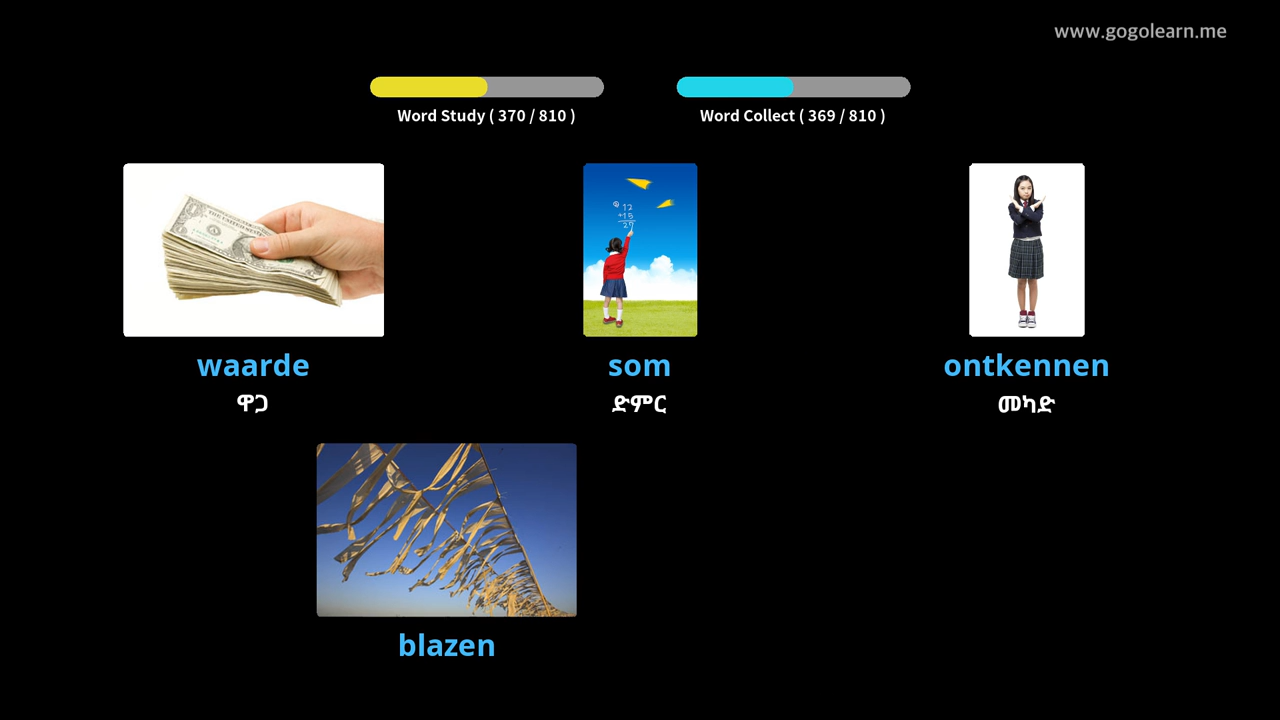 www.gogolearn.me
Word Study ( 370 / 810 )
Word Collect ( 369 / 810 )
waarde
som
ontkennen
ዋጋ
ድምር
መካድ
blazen